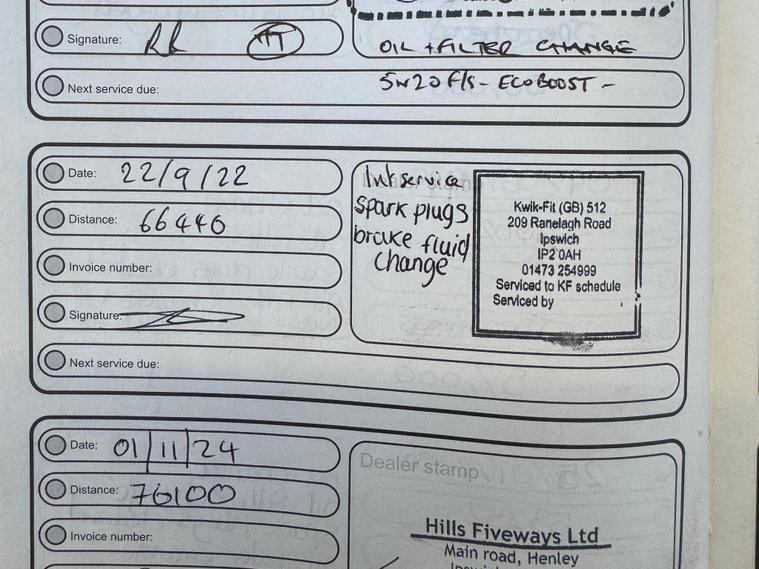 Signature: RR TT
OIL + FILTER CHANGE
Next service due: 5W20 F/S - ECOBOOST -
Date: 22/9/22
Distance: 66440
Invoice number:
Signature:
Next service due:
Int service
spark plugs
brake fluid
change
Kwik-Fit (GB) 512
209 Ranelagh Road
Ipswich
IP2 0AH
01473 254999
Serviced to KF schedule
Serviced by
Date: 01/11/24
Distance: 76100
Invoice number:
Dealer stamp
Hills Fiveways Ltd
Main road, Henley